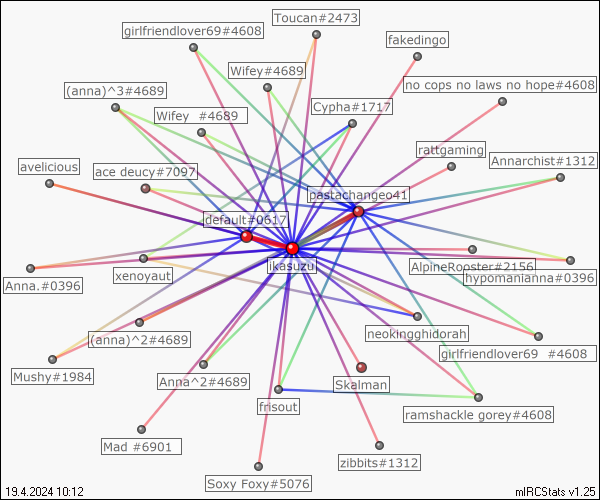 Toucan#2473
girlfriendlover69#4608
fakedingo
Wifey#4689
no cops no laws no hope#4608
(anna)^3#4689
Cypha#1717
Wifey  #4689
rattgaming
Annarchist#1312
avelicious
ace deucy#7097
pastachangeo41
default#0617
ikasuzu
AlpineRooster#2156
hypomanianna#0396
xenoyaut
Anna.#0396
neokingghidorah
(anna)^2#4689
girlfriendlover69  #4608
Mushy#1984
Anna^2#4689
Skalman
frisout
ramshackle gorey#4608
Mad #6901
zibbits#1312
Soxy Foxy#5076
19.4.2024 10:12
mIRCStats v1.25